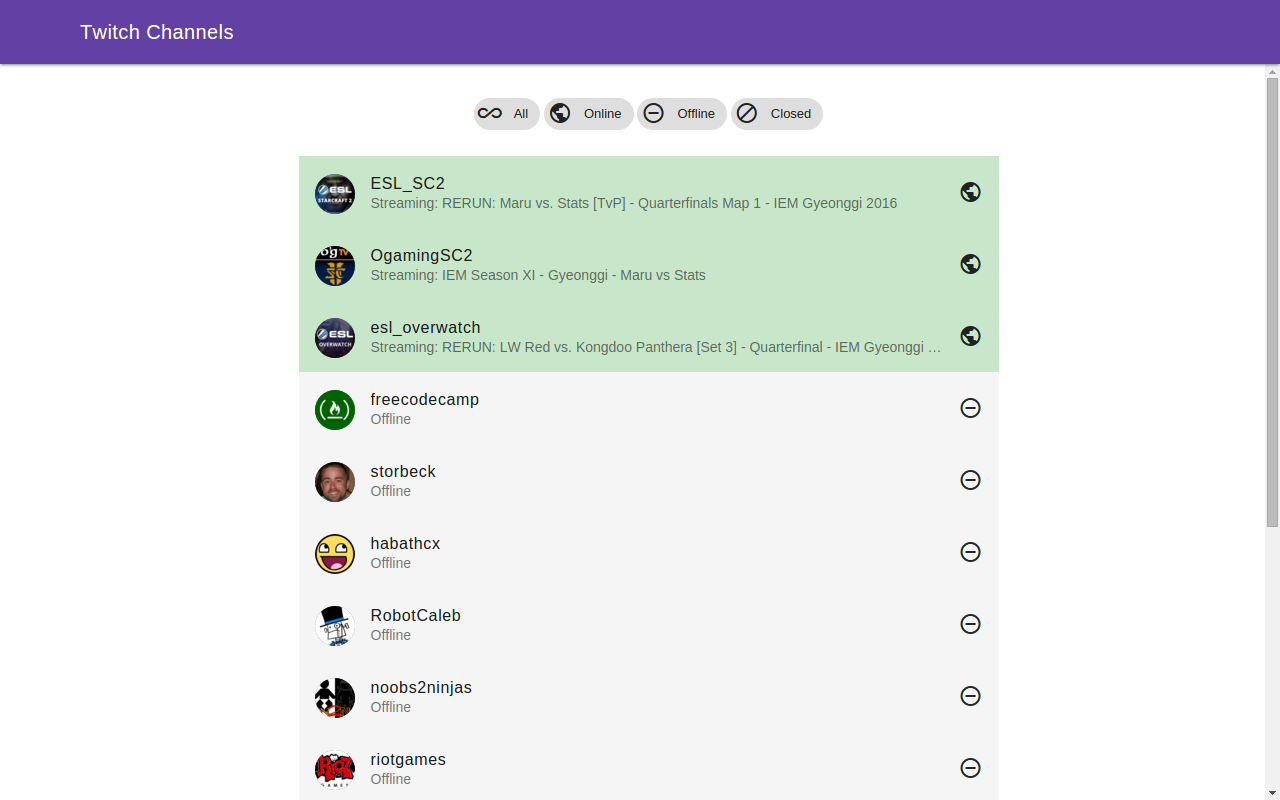 Twitch Channels
All
Online
Offline
Closed
ESL_SC2
Streaming: RERUN: Maru vs. Stats [TvP] - Quarterfinals Map 1 - IEM Gyeonggi 2016
OgamingSC2
Streaming: IEM Season XI - Gyeonggi - Maru vs Stats
esl_overwatch
Streaming: RERUN: LW Red vs. Kongdoo Panthera [Set 3] - Quarterfinal - IEM Gyeonggi …
freecodecamp
Offline
storbeck
Offline
habathcx
Offline
RobotCaleb
Offline
noobs2ninjas
Offline
riotgames
Offline
ESL
STARCRAFT 2
ESL
OVERWATCH